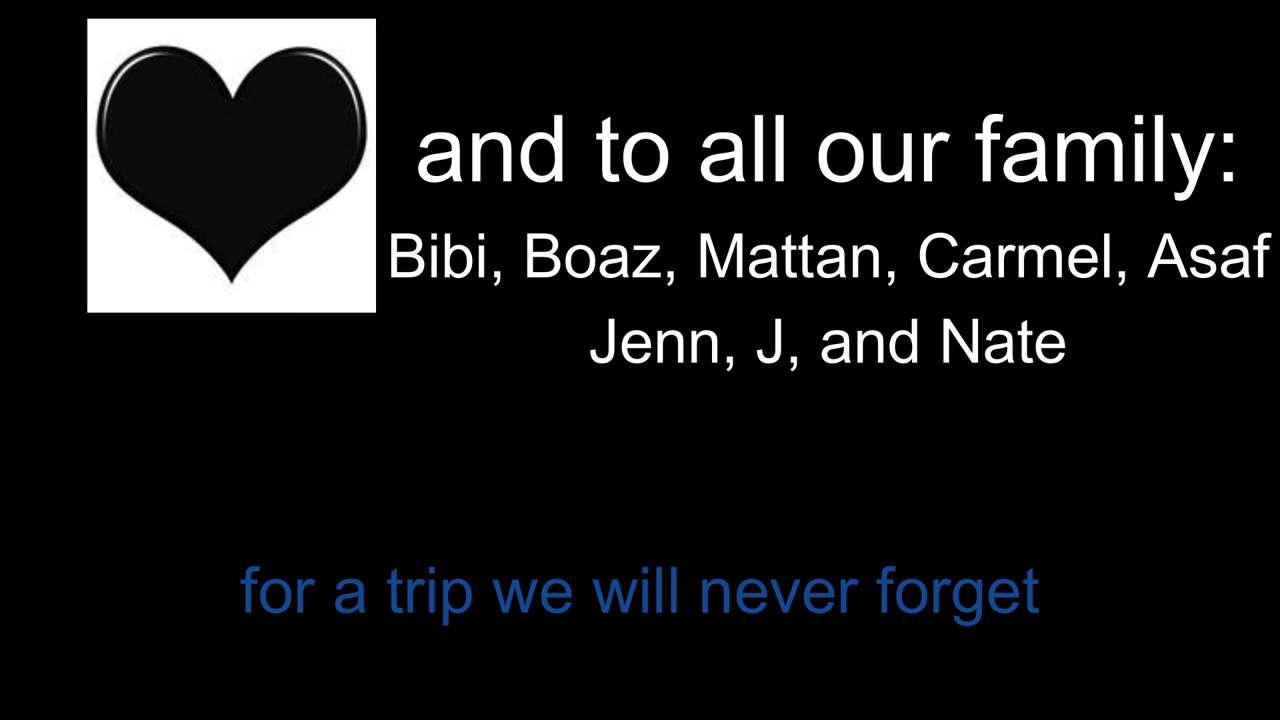 and to all our family:
Bibi, Boaz, Mattan, Carmel, Asaf
Jenn, J, and Nate
for a trip we will never forget